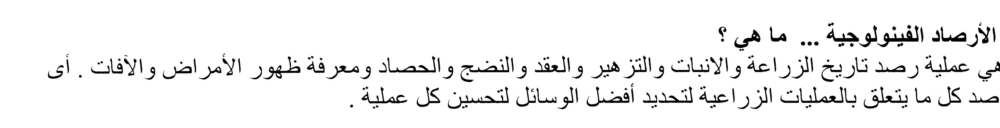 الأرصاد الفينولوجية ... ما هي ؟
هي عملية رصد تاريخ الزراعة والانبات والتزهير والعقد والنضج والحصاد ومعرفة ظهور الأمراض والآفات . أى
صد كل ما يتعلق بالعمليات الزراعية لتحديد أفضل الوسائل لتحسين كل عملية .